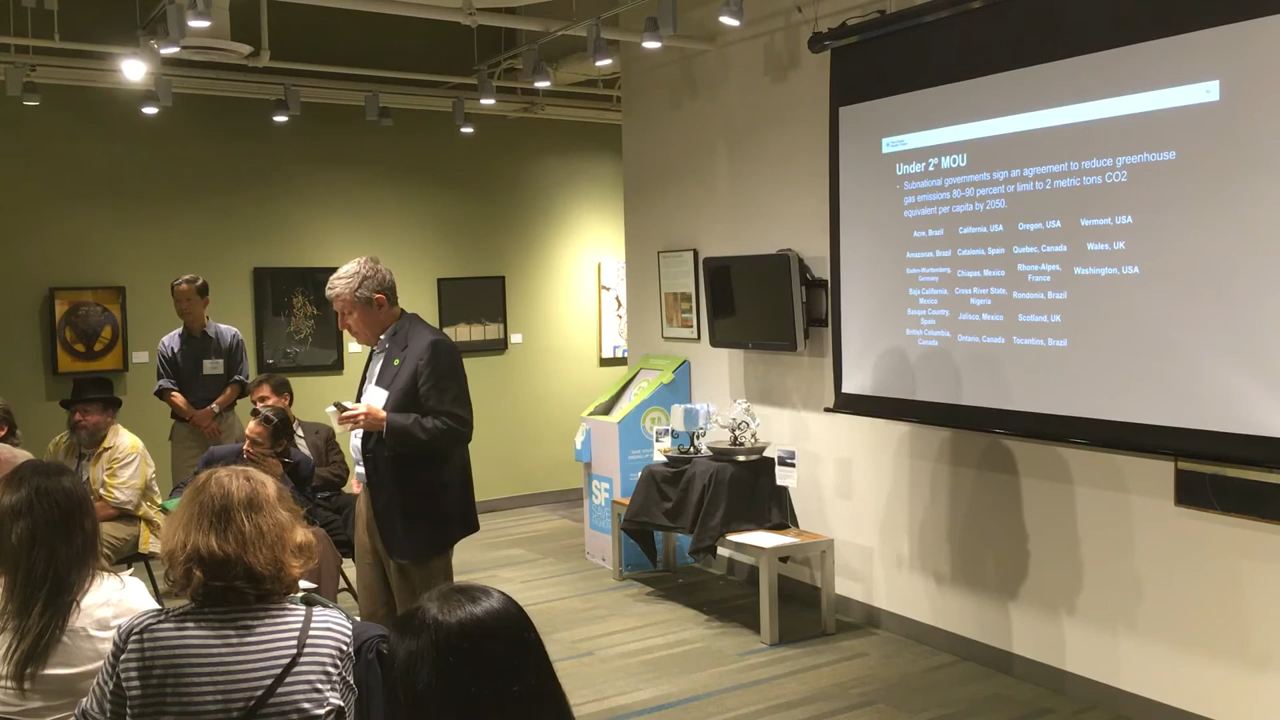 Under 2º MOU
• Subnational governments sign an agreement to reduce greenhouse
gas emissions 80–90 percent or limit to 2 metric tons CO2
equivalent per capita by 2050.
Acre, Brazil
California, USA
Oregon, USA
Vermont, USA
Amazonas, Brazil
Catalonia, Spain
Quebec, Canada
Wales, UK
Baden-Wurttemberg,
Germany
Chiapas, Mexico
Rhone-Alpes,
France
Washington, USA
Baja California,
Mexico
Cross River State,
Nigeria
Rondonia, Brazil
Basque Country,
Spain
Jalisco, Mexico
Scotland, UK
British Columbia,
Canada
Ontario, Canada
Tocantins, Brazil
SF
SAVE
FASHION